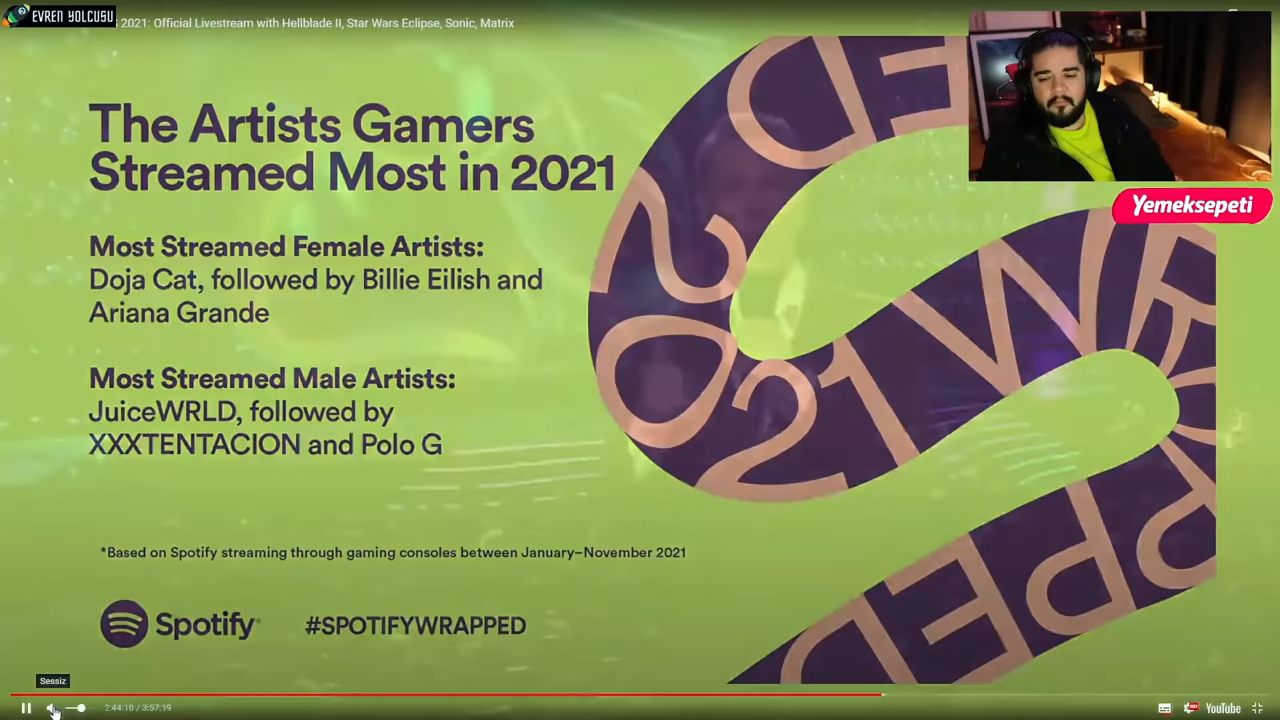 EVREN YOLCUSU
2021: Official Livestream with Hellblade II, Star Wars Eclipse, Sonic, Matrix
The Artists Gamers
Streamed Most in 2021
Most Streamed Female Artists:
Doja Cat, followed by Billie Eilish and
Ariana Grande
Most Streamed Male Artists:
JuiceWRLD, followed by
XXXTENTACION and Polo G
*Based on Spotify streaming through gaming consoles between January–November 2021
Spotify
#SPOTIFYWRAPPED
Yemeksepeti
2021 WRAPPED
Sessiz
2:44:10 / 3:57:19
YouTube